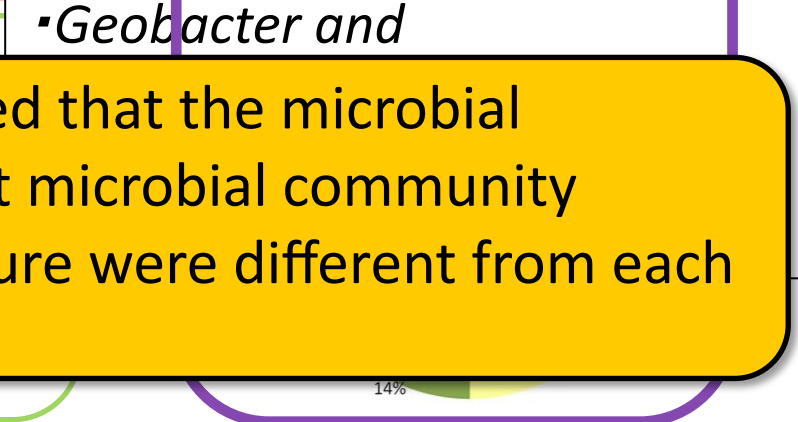 ▪Geobacter and
ed that the microbial
t microbial community
ure were different from each
14%